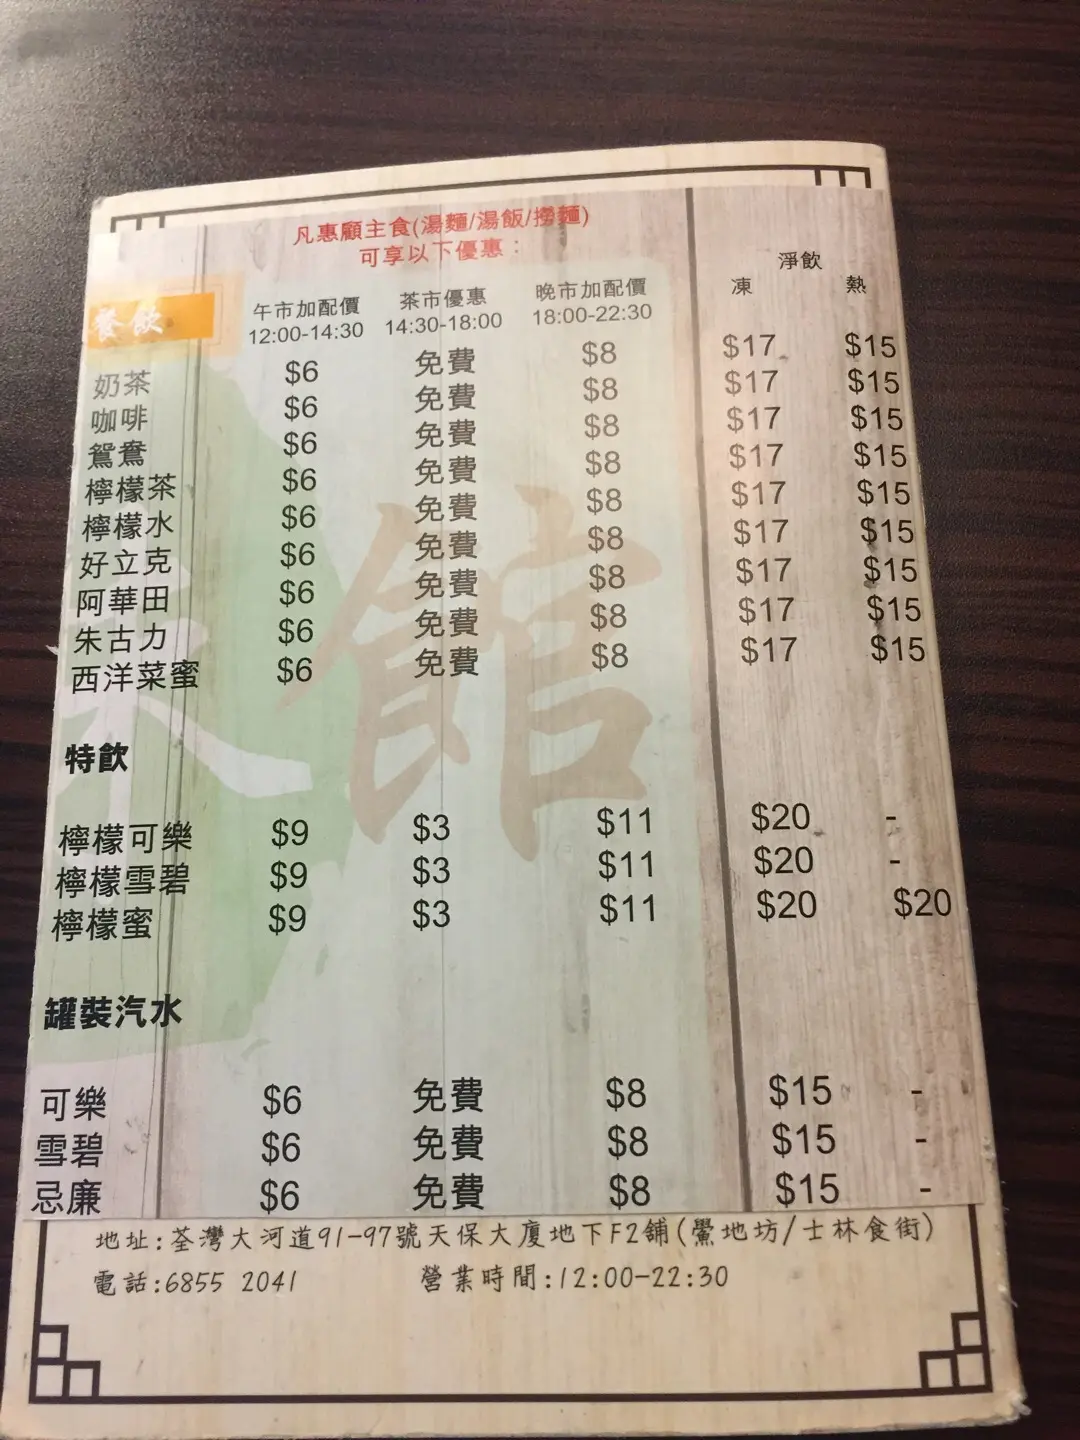 凡惠顧主食(湯麵/湯飯/撈麵)
可享以下優惠：
淨飲
餐飲 午市加配價 茶市優惠 晚市加配價 凍 熱
12:00-14:30 14:30-18:00 18:00-22:30
奶茶 $6 免費 $8 $17 $15
咖啡 $6 免費 $8 $17 $15
鴛鴦 $6 免費 $8 $17 $15
檸檬茶 $6 免費 $8 $17 $15
檸檬水 $6 免費 $8 $17 $15
好立克 $6 免費 $8 $17 $15
阿華田 $6 免費 $8 $17 $15
朱古力 $6 免費 $8 $17 $15
西洋菜蜜 $6 免費 $8 $17 $15
館
特飲
檸檬可樂 $9 $3 $11 $20 -
檸檬雪碧 $9 $3 $11 $20 -
檸檬蜜 $9 $3 $11 $20 $20
罐裝汽水
可樂 $6 免費 $8 $15 -
雪碧 $6 免費 $8 $15 -
忌廉 $6 免費 $8 $15 -
地址:荃灣大河道91-97號天保大廈地下F2舖(鱟地坊/士林食街)
電話:6855 2041 營業時間:12:00-22:30